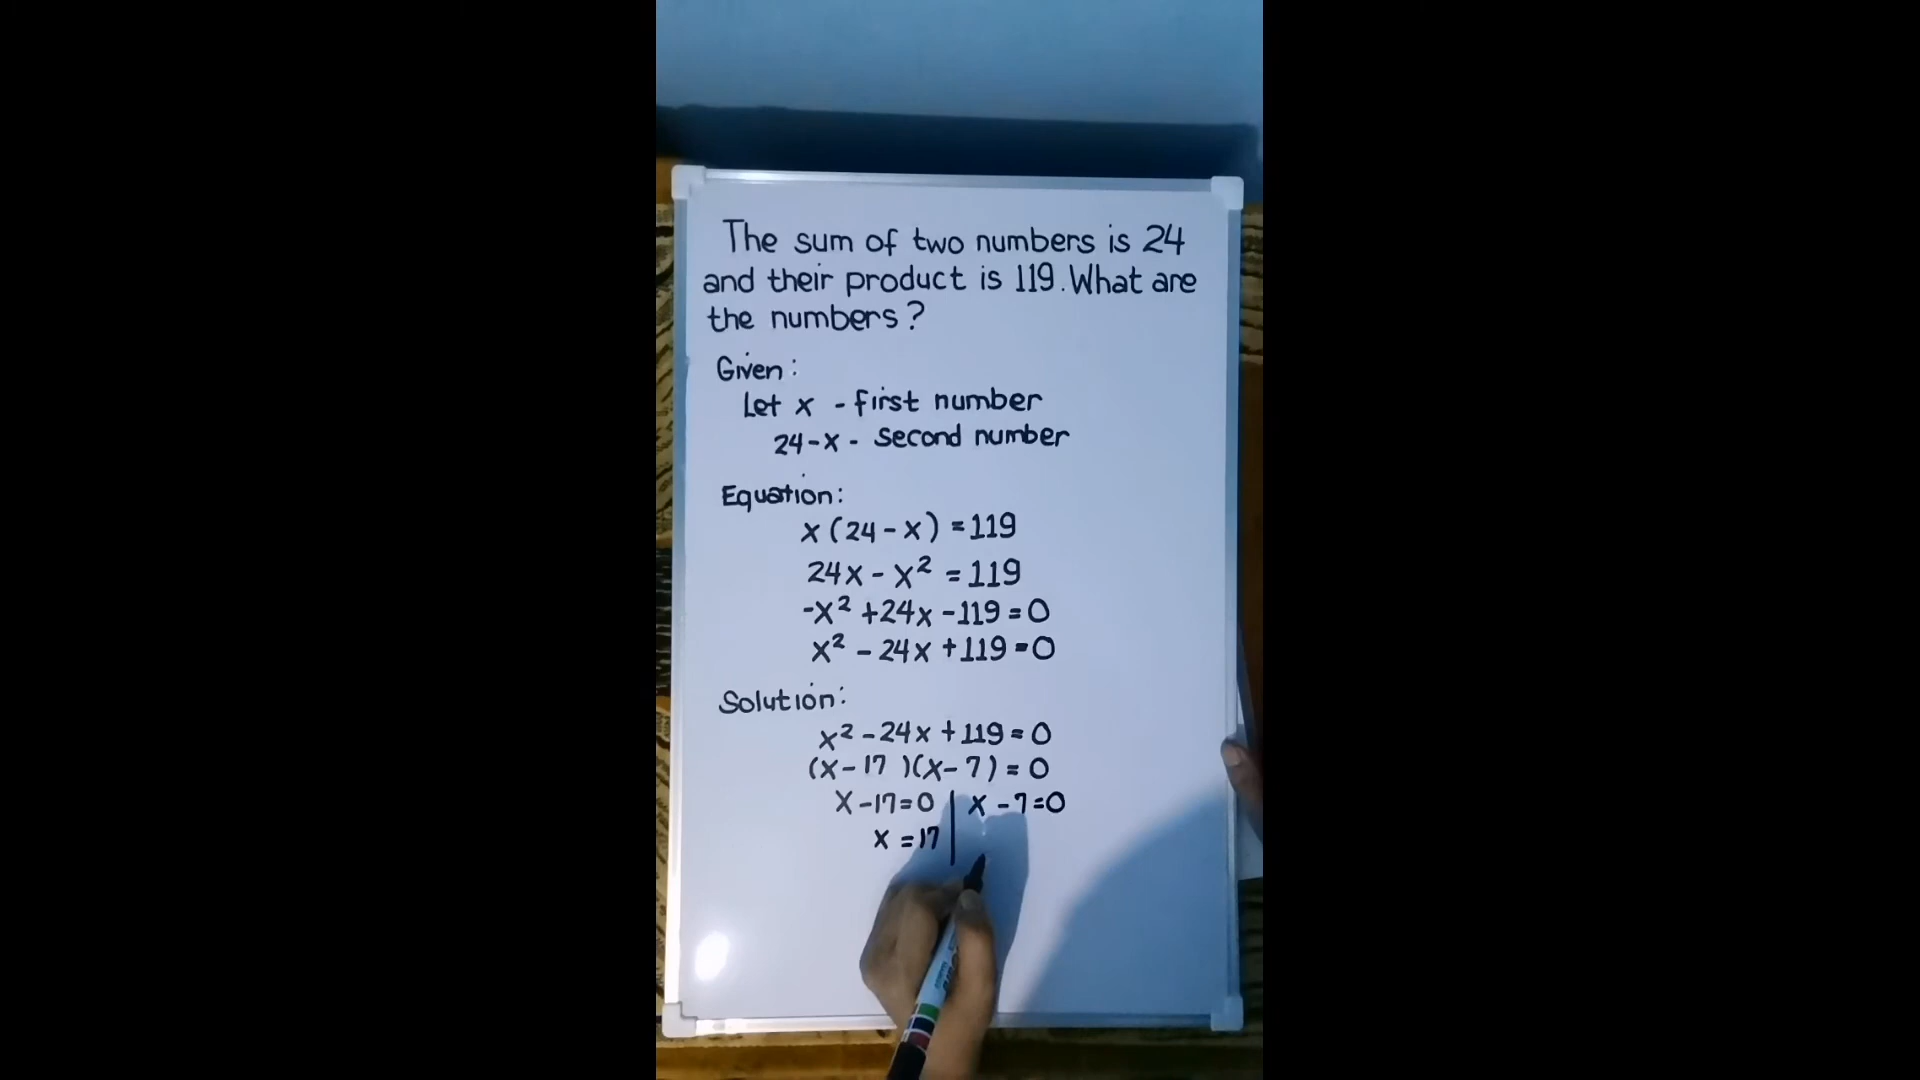 The sum of two numbers is 24
and their product is 119. What are
the numbers?
Given:
Let x - first number
24-x - second number
Equation:
x(24-x) = 119
24x - x² = 119
-x² + 24x - 119 = 0
x² - 24x + 119 = 0
Solution:
x² - 24x + 119 = 0
(x - 17 )(x - 7) = 0
x - 17 = 0 | x - 7 = 0
x = 17